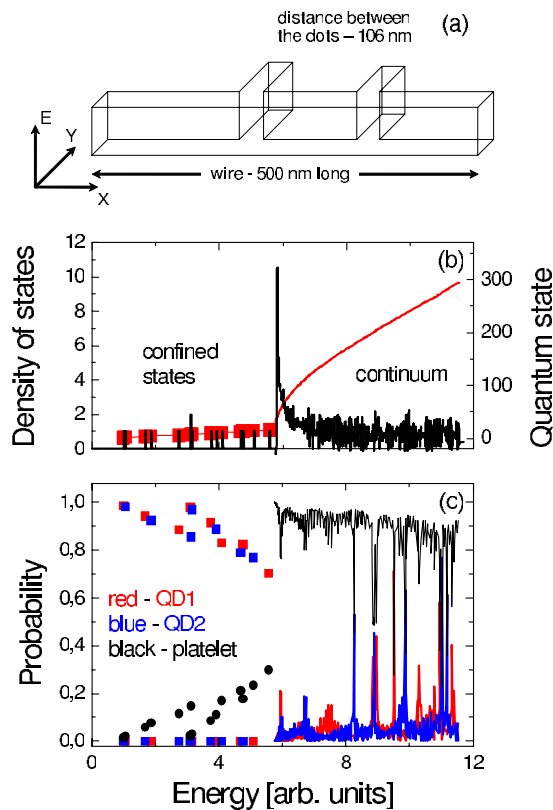 distance between
the dots – 106 nm
(a)
E
Y
X
wire - 500 nm long
(b)
12
10
8
6
4
2
0
Density of states
300
200
100
0
Quantum state
confined
states
continuum
(c)
1,0
0,8
0,6
0,4
0,2
0,0
Probability
red - QD1
blue - QD2
black - platelet
0 4 8 12
Energy [arb. units]